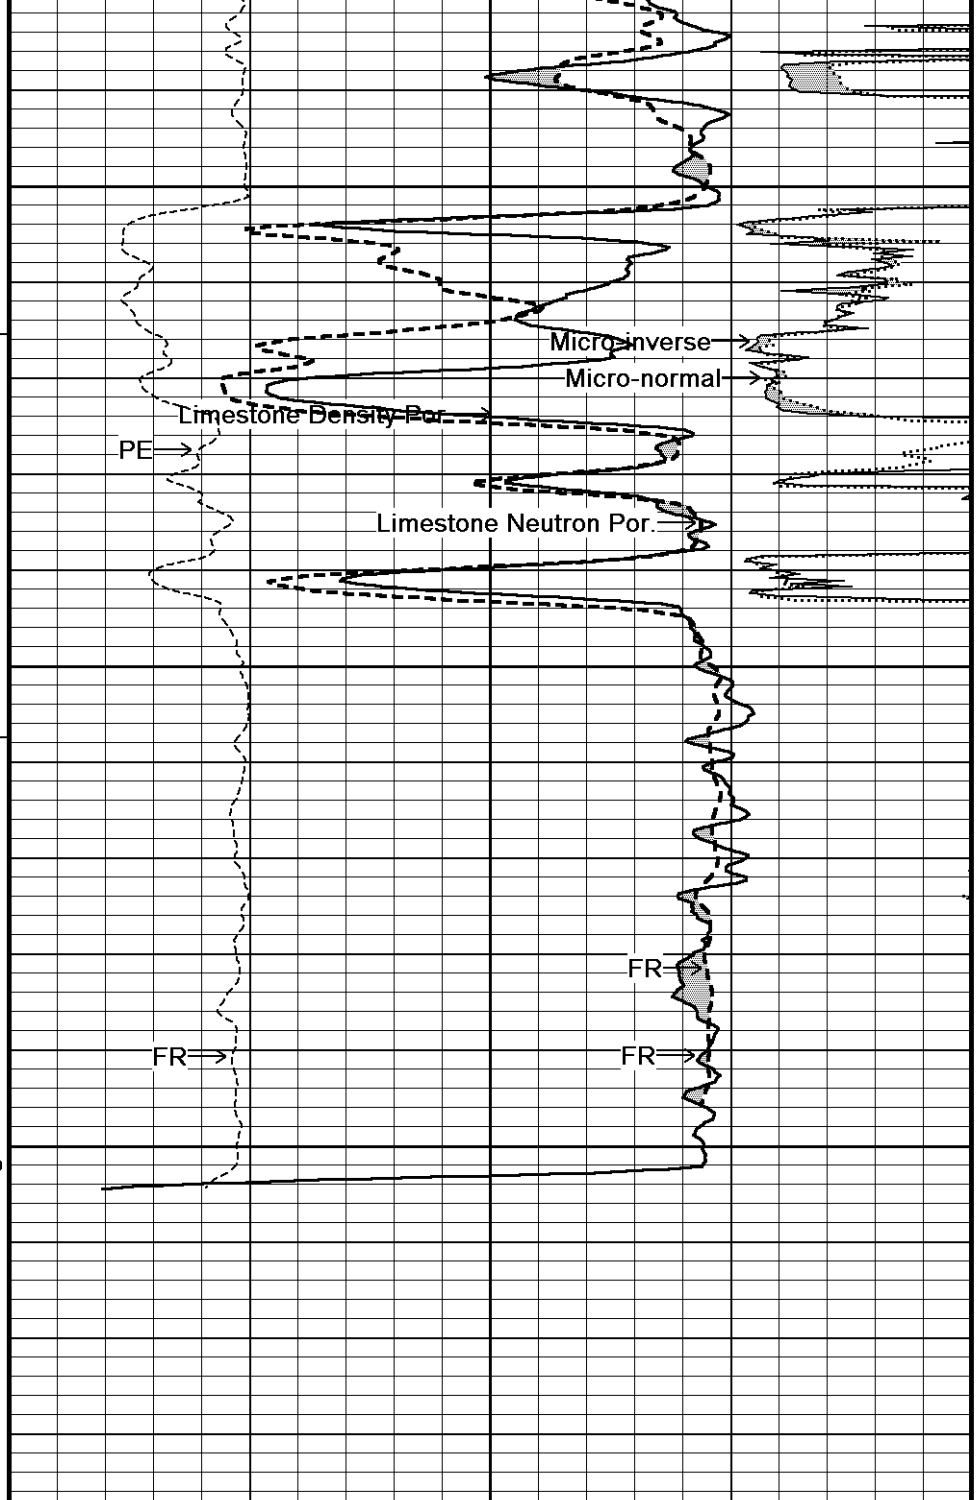 Micro-inverse
Micro-normal
Limestone Density Por.
PE
Limestone Neutron Por.
FR
FR
FR